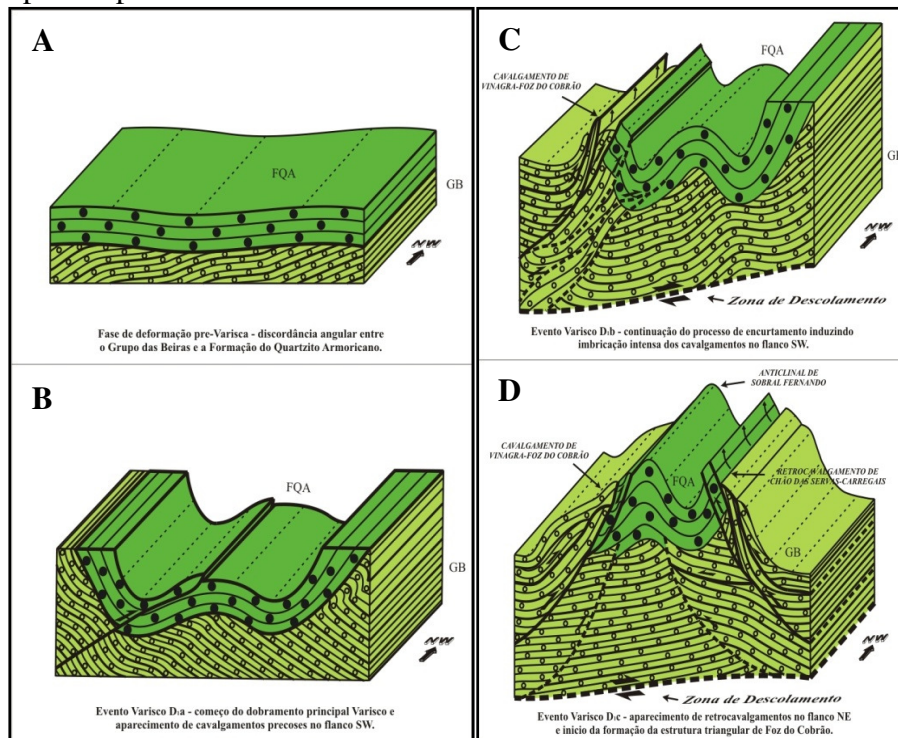 A
FQA
GB
NW
Fase de deformação pre-Varisca - discordância angular entre
o Grupo das Beiras e a Formação do Quartzito Armoricano.
B
FQA
GB
NW
Evento Varisco D₁a - começo do dobramento principal Varisco e
aparecimento de cavalgamentos precoses no flanco SW.
C
CAVALGAMENTO DE
VINAGRA-FOZ DO COBRÃO
FQA
NW
Zona de Descolamento
Evento Varisco D₁b - continuação do processo de encurtamento induzindo
imbricação intensa dos cavalgamentos no flanco SW.
D
ANTICLINAL DE
SOBRAL FERNANDO
CAVALGAMENTO DE
VINAGRA-FOZ DO COBRÃO
FQA
RETROCAVALGAMENTO DE
CHÃO DAS SERVAS-CARREGAIS
GB
NW
Zona de Descolamento
Evento Varisco D₁c - aparecimento de retrocavalgamentos no flanco NE
e inicio da formação da estrutura triangular de Foz do Cobrão.